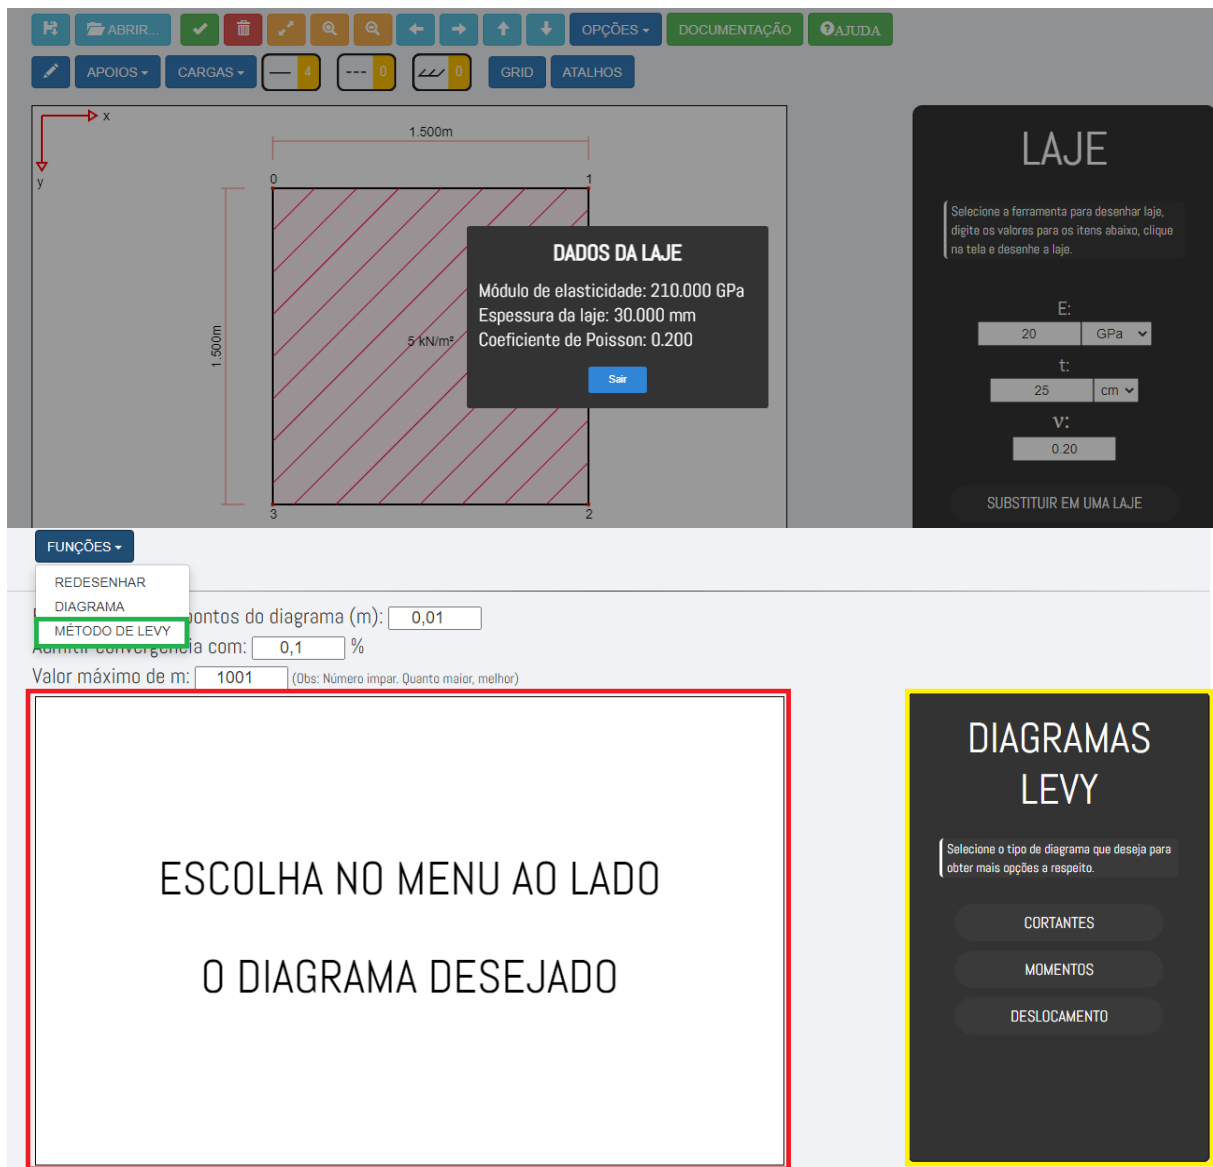 ABRIR... OPÇÕES DOCUMENTAÇÃO AJUDA
APOIOS CARGAS 4 0 0 GRID ATALHOS
x
y
1.500m
0 1
1.500m
5 kN/m²
3 2
DADOS DA LAJE
Módulo de elasticidade: 210.000 GPa
Espessura da laje: 30.000 mm
Coeficiente de Poisson: 0.200
Sair
LAJE
Selecione a ferramenta para desenhar laje,
digite os valores para os itens abaixo, clique
na tela e desenhe a laje.
E:
20 GPa
t:
25 cm
ν:
0.20
SUBSTITUIR EM UMA LAJE
FUNÇÕES
REDESENHAR
DIAGRAMA
MÉTODO DE LEVY
pontos do diagrama (m): 0,01
Admitir convergência com: 0,1 %
Valor máximo de m: 1001 (Obs: Número impar. Quanto maior, melhor)
ESCOLHA NO MENU AO LADO
O DIAGRAMA DESEJADO
DIAGRAMAS
LEVY
Selecione o tipo de diagrama que deseja para
obter mais opções a respeito.
CORTANTES
MOMENTOS
DESLOCAMENTO